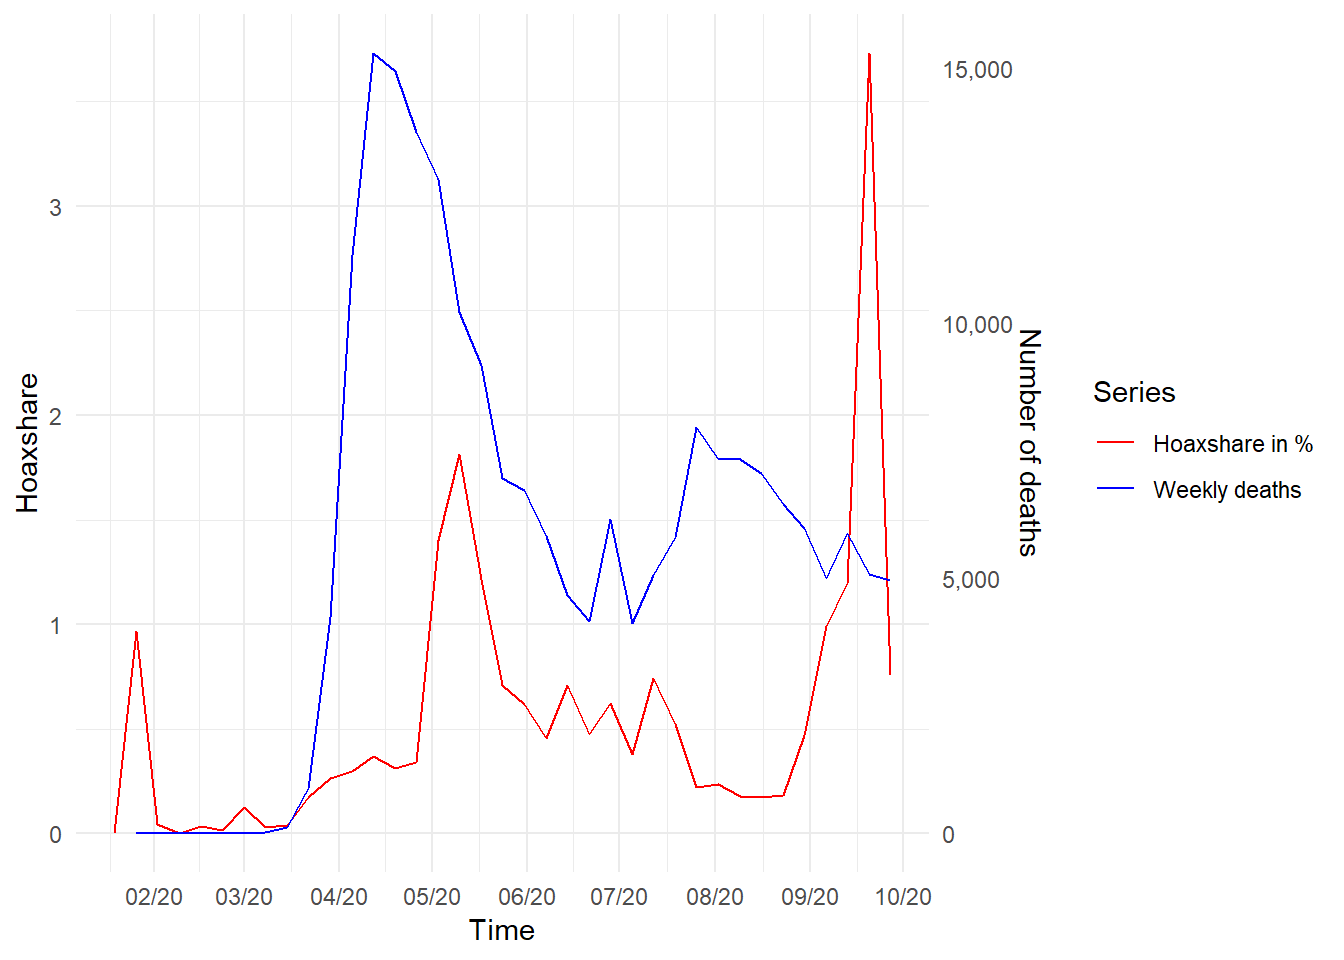 Hoaxshare
3
2
1
0
15,000
10,000
5,000
0
Number of deaths
02/20 03/20 04/20 05/20 06/20 07/20 08/20 09/20 10/20
Time
Series
Hoaxshare in %
Weekly deaths